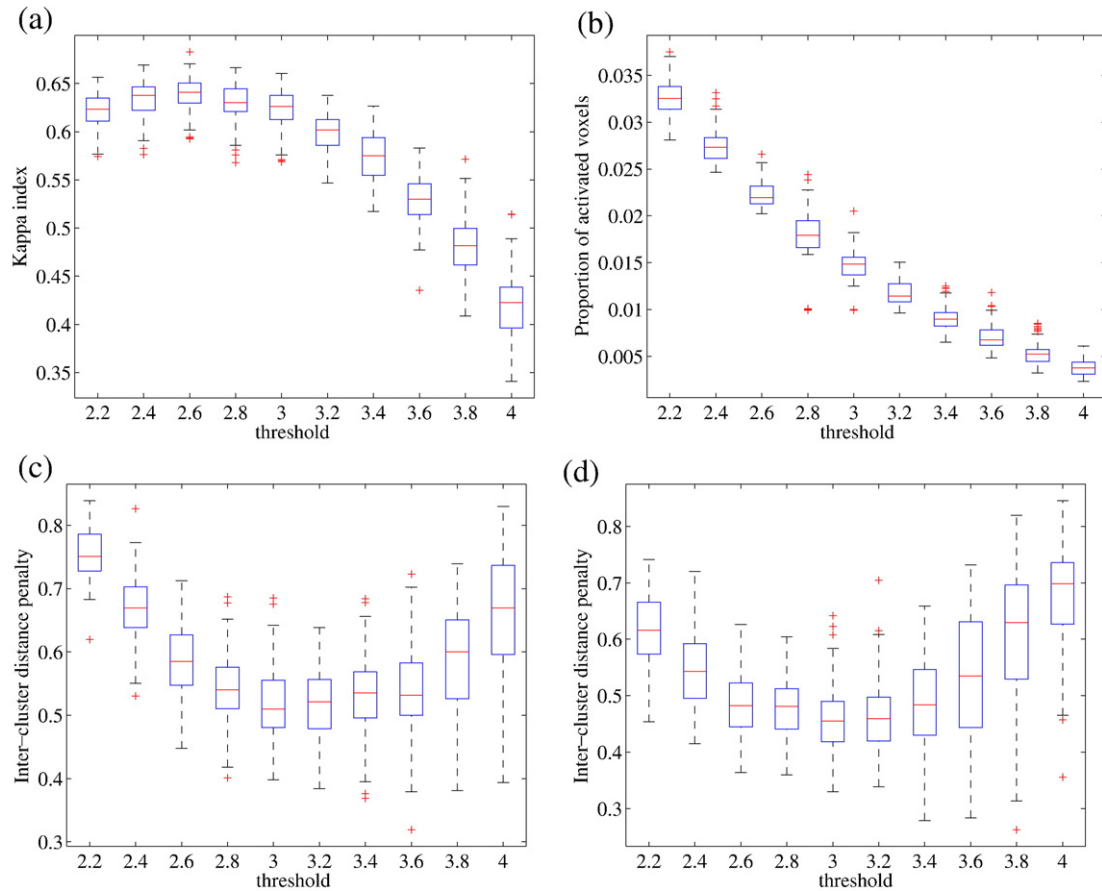 (a)
Kappa index
0.65
0.6
0.55
0.5
0.45
0.4
0.35
2.2 2.4 2.6 2.8 3 3.2 3.4 3.6 3.8 4
threshold
(b)
Proportion of activated voxels
0.035
0.03
0.025
0.02
0.015
0.01
0.005
2.2 2.4 2.6 2.8 3 3.2 3.4 3.6 3.8 4
threshold
(c)
Inter-cluster distance penalty
0.8
0.7
0.6
0.5
0.4
0.3
2.2 2.4 2.6 2.8 3 3.2 3.4 3.6 3.8 4
threshold
(d)
Inter-cluster distance penalty
0.8
0.7
0.6
0.5
0.4
0.3
2.2 2.4 2.6 2.8 3 3.2 3.4 3.6 3.8 4
threshold